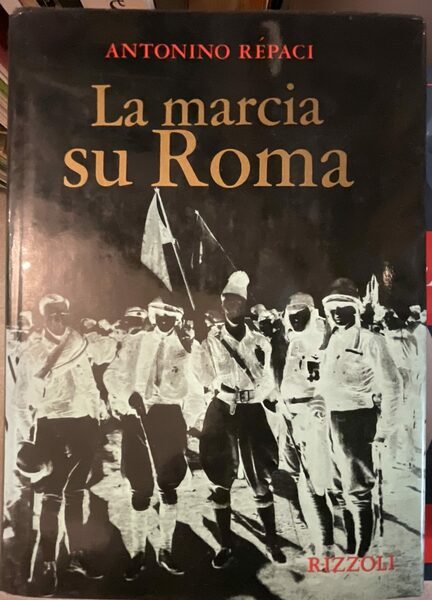 ANTONINO RÉPACI
La marcia
su Roma
RIZZOLI